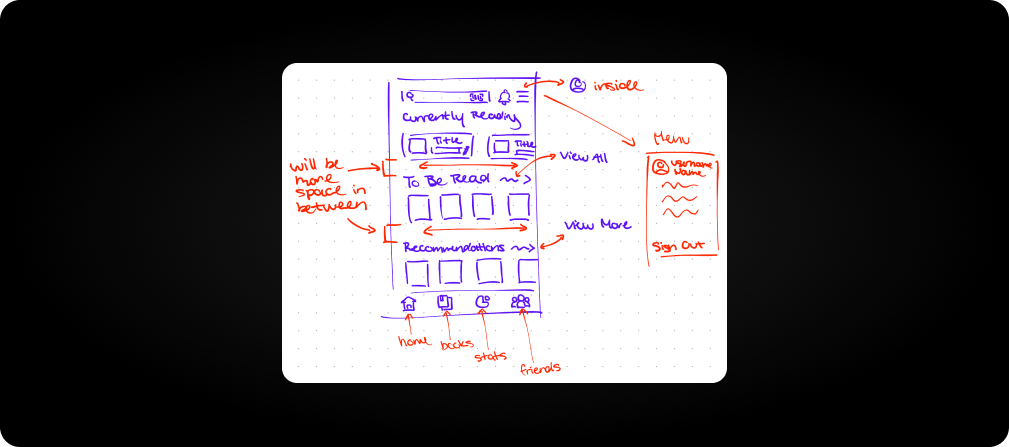 inside
Currently Reading
Title
Title
Menu
username
Name
Sign Out
will be
more
space in
between
To Be Read
View All
View More
Recommendations
home
books
stats
friends